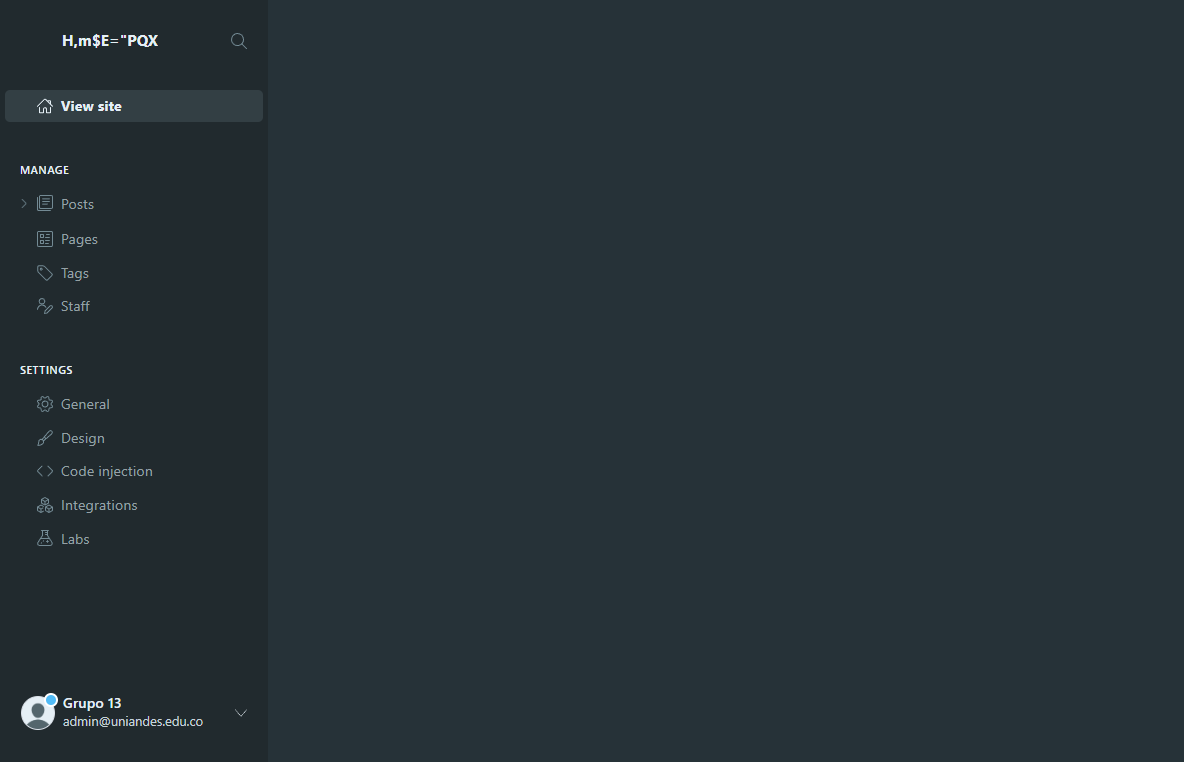 H,m$E="PQX
View site
MANAGE
Posts
Pages
Tags
Staff
SETTINGS
General
Design
Code injection
Integrations
Labs
Grupo 13
admin@uniandes.edu.co